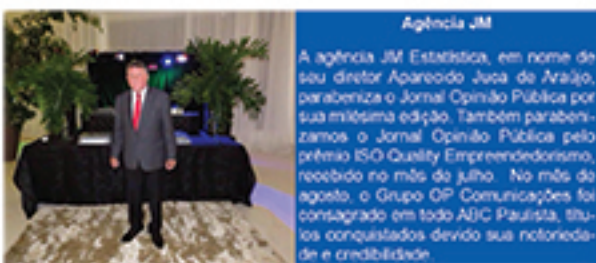 Agência JM
A agência JM Estatística, em nome de
seu diretor Aparecido Juca de Araújo,
parabeniza o Jornal Opinião Pública por
sua milésima edição. Também parabeni-
zamos o Jornal Opinião Pública pelo
prêmio ISO Quality Empreendedorismo,
recebido no mês de julho. No mês de
agosto, o Grupo OP Comunicações foi
consagrado em todo ABC Paulista, títu-
los conquistados devido sua notorieda-
de e credibilidade.